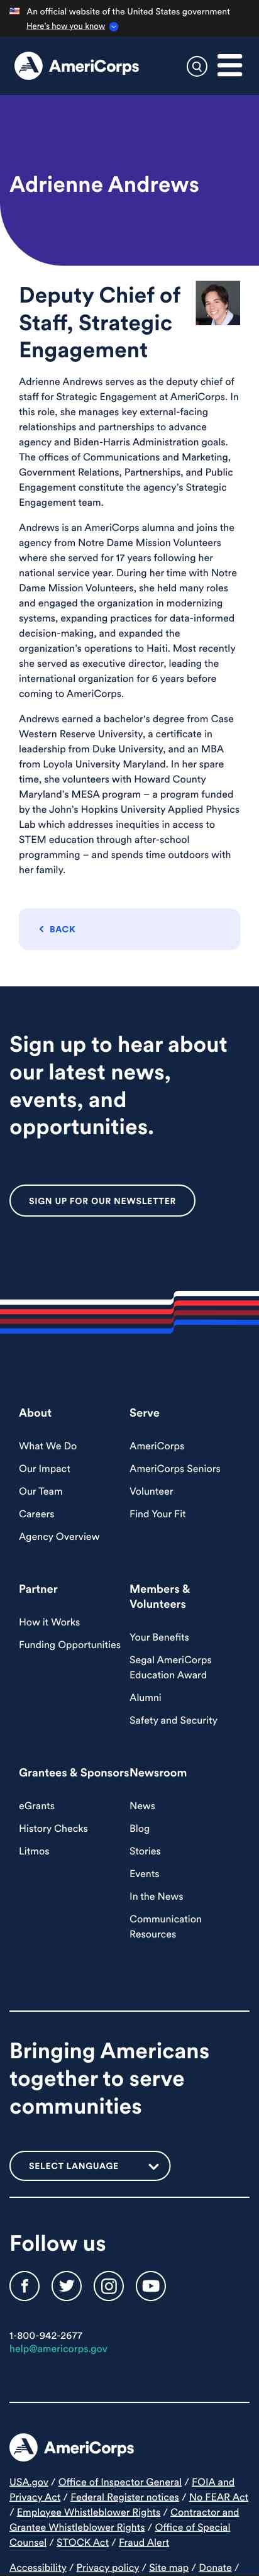 An official website of the United States government
Here's how you know
AmeriCorps
Adrienne Andrews
Deputy Chief of
Staff, Strategic
Engagement
Adrienne Andrews serves as the deputy chief of
staff for Strategic Engagement at AmeriCorps. In
this role, she manages key external-facing
relationships and partnerships to advance
agency and Biden-Harris Administration goals.
The offices of Communications and Marketing,
Government Relations, Partnerships, and Public
Engagement constitute the agency's Strategic
Engagement team.
Andrews is an AmeriCorps alumna and joins the
agency from Notre Dame Mission Volunteers
where she served for 17 years following her
national service year. During her time with Notre
Dame Mission Volunteers, she held many roles
and engaged the organization in modernizing
systems, expanding practices for data-informed
decision-making, and expanded the
organization's operations to Haiti. Most recently
she served as executive director, leading the
international organization for 6 years before
coming to AmeriCorps.
Andrews earned a bachelor's degree from Case
Western Reserve University, a certificate in
leadership from Duke University, and an MBA
from Loyola University Maryland. In her spare
time, she volunteers with Howard County
Maryland's MESA program – a program funded
by the John's Hopkins University Applied Physics
Lab which addresses inequities in access to
STEM education through after-school
programming – and spends time outdoors with
her family.
BACK
Sign up to hear about
our latest news,
events, and
opportunities.
SIGN UP FOR OUR NEWSLETTER
About
What We Do
Our Impact
Our Team
Careers
Agency Overview
Serve
AmeriCorps
AmeriCorps Seniors
Volunteer
Find Your Fit
Partner
How it Works
Funding Opportunities
Members &
Volunteers
Your Benefits
Segal AmeriCorps
Education Award
Alumni
Safety and Security
Grantees & Sponsors
eGrants
History Checks
Litmos
Newsroom
News
Blog
Stories
Events
In the News
Communication
Resources
Bringing Americans
together to serve
communities
SELECT LANGUAGE
Follow us
1-800-942-2677
help@americorps.gov
AmeriCorps
USA.gov / Office of Inspector General / FOIA and
Privacy Act / Federal Register notices / No FEAR Act
/ Employee Whistleblower Rights / Contractor and
Grantee Whistleblower Rights / Office of Special
Counsel / STOCK Act / Fraud Alert
Accessibility / Privacy policy / Site map / Donate /